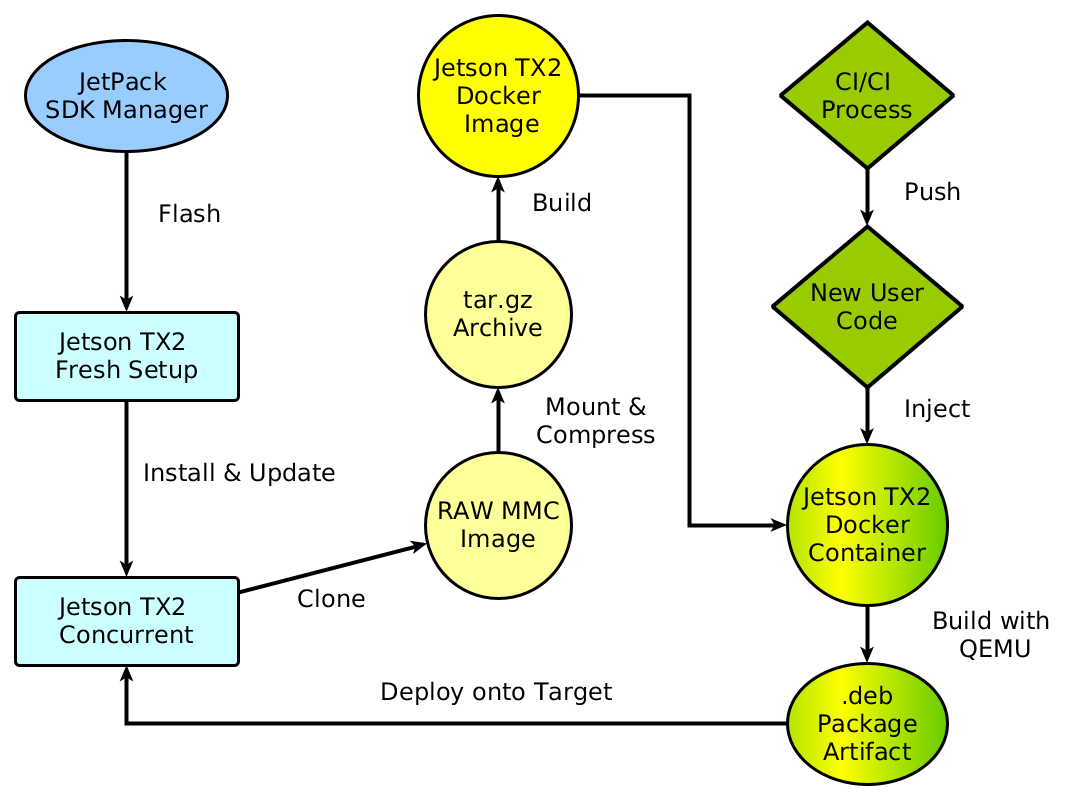 JetPack
SDK Manager
Flash
Jetson TX2
Fresh Setup
Install & Update
Jetson TX2
Concurrent
Clone
RAW MMC
Image
Mount &
Compress
tar.gz
Archive
Build
Jetson TX2
Docker
Image
CI/CI
Process
Push
New User
Code
Inject
Jetson TX2
Docker
Container
Build with
QEMU
.deb
Package
Artifact
Deploy onto Target